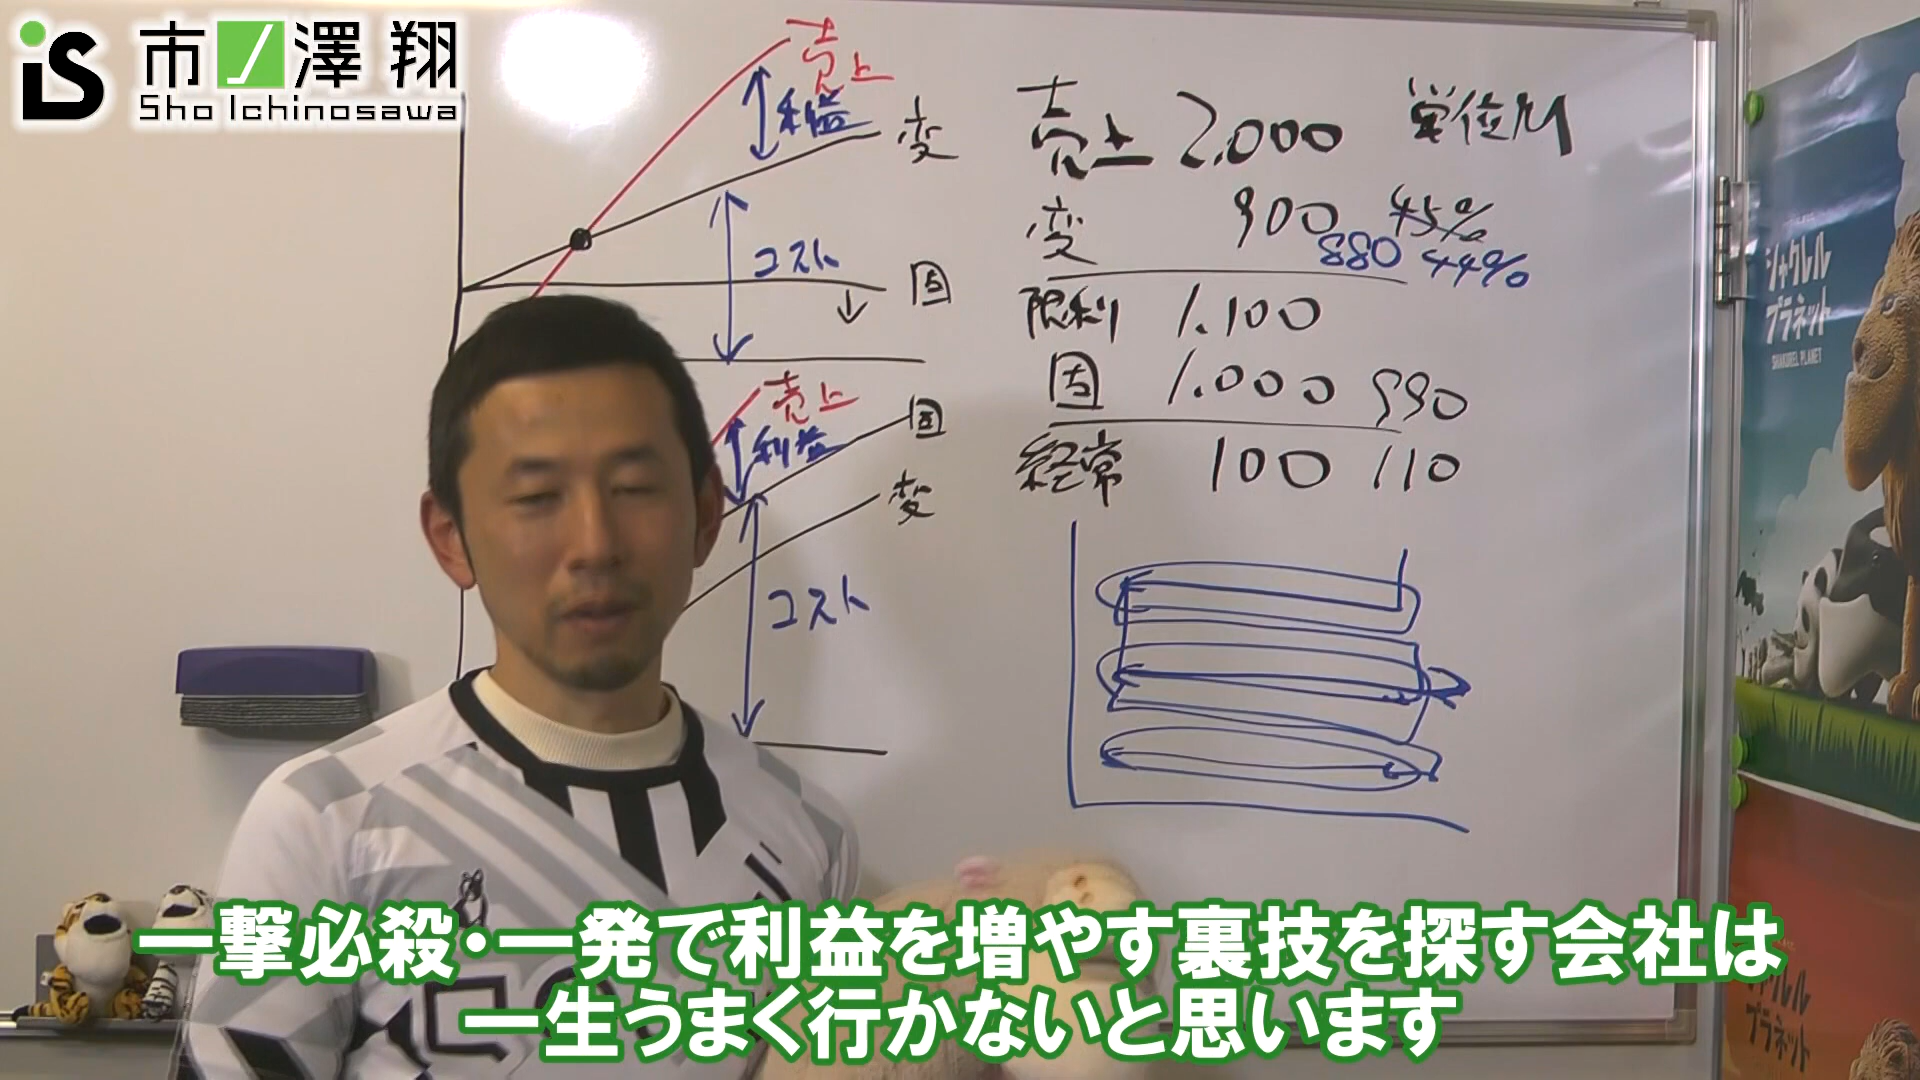 iS 市ノ澤 翔
Sho Ichinosawa
売上
利益
変
コスト
固
売上
利益
固
変
コスト
売上 2,000 単位M
変 900 45%
880 44%
限利 1,100
固 1,000 990
経常 100 110
シャクレル
プラネット
SHAKUREL PLANET
シャクレル
プラネット
一撃必殺・一発で利益を増やす裏技を探す会社は
一生うまく行かないと思います